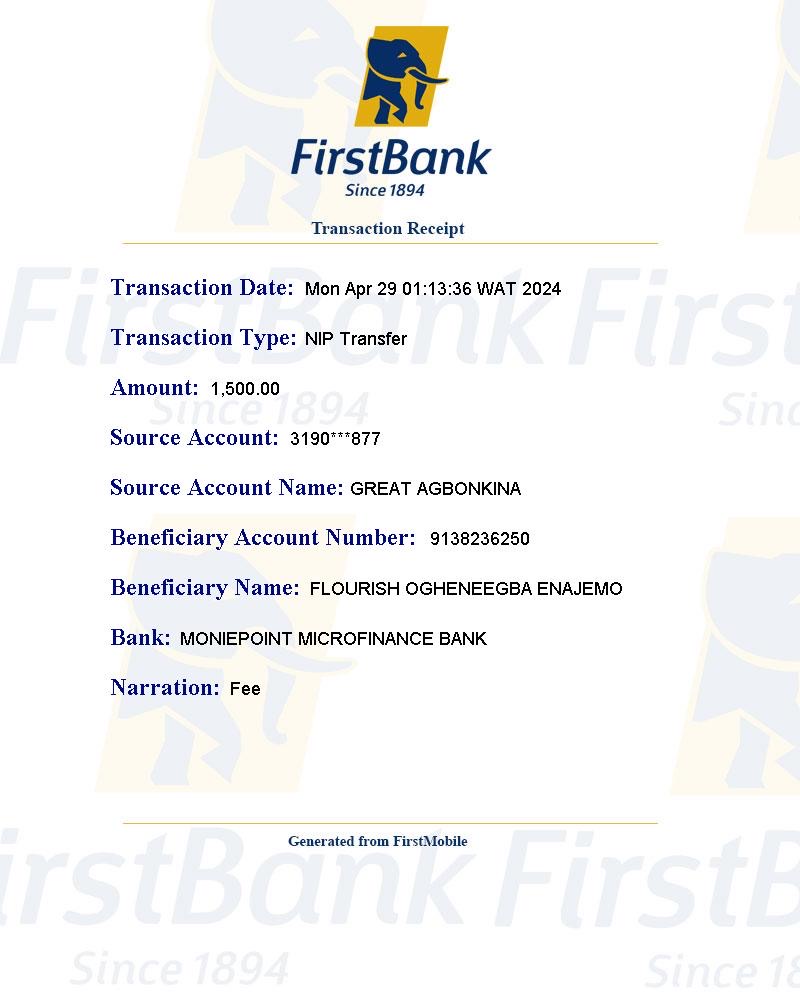 FirstBank
Since 1894
Transaction Receipt
Transaction Date: Mon Apr 29 01:13:36 WAT 2024
Transaction Type: NIP Transfer
Amount: 1,500.00
Source Account: 3190***877
Source Account Name: GREAT AGBONKINA
Beneficiary Account Number: 9138236250
Beneficiary Name: FLOURISH OGHENEEGBA ENAJEMO
Bank: MONIEPOINT MICROFINANCE BANK
Narration: Fee
Generated from FirstMobile